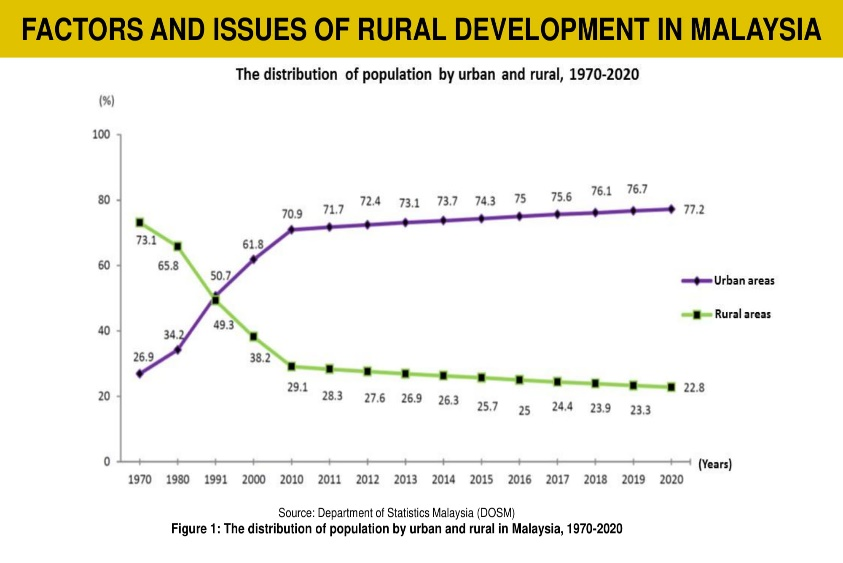 FACTORS AND ISSUES OF RURAL DEVELOPMENT IN MALAYSIA
The distribution of population by urban and rural, 1970-2020
(%)
100
80
60
40
20
0
70.9 71.7 72.4 73.1 73.7 74.3 75 75.6 76.1 76.7 77.2
61.8
50.7
34.2
26.9
73.1
65.8
49.3
38.2
29.1 28.3 27.6 26.9 26.3 25.7 25 24.4 23.9 23.3 22.8
Urban areas
Rural areas
1970 1980 1991 2000 2010 2011 2012 2013 2014 2015 2016 2017 2018 2019 2020
(Years)
Source: Department of Statistics Malaysia (DOSM)
Figure 1: The distribution of population by urban and rural in Malaysia, 1970-2020